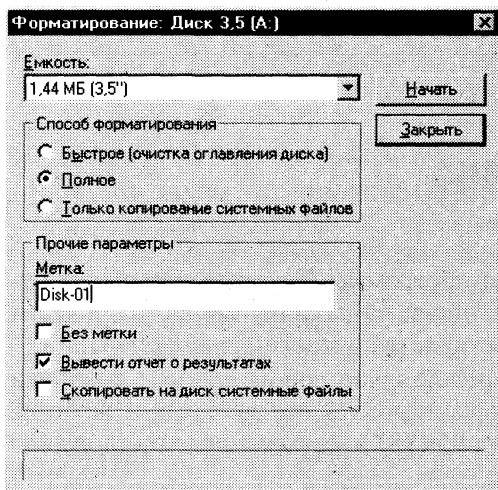 Форматирование: Диск 3,5 (A:)
Емкость:
1,44 МБ (3,5")
Начать
Закрыть
Способ форматирования
Быстрое (очистка оглавления диска)
Полное
Только копирование системных файлов
Прочие параметры
Метка:
Disk-01
Без метки
Вывести отчет о результатах
Скопировать на диск системные файлы